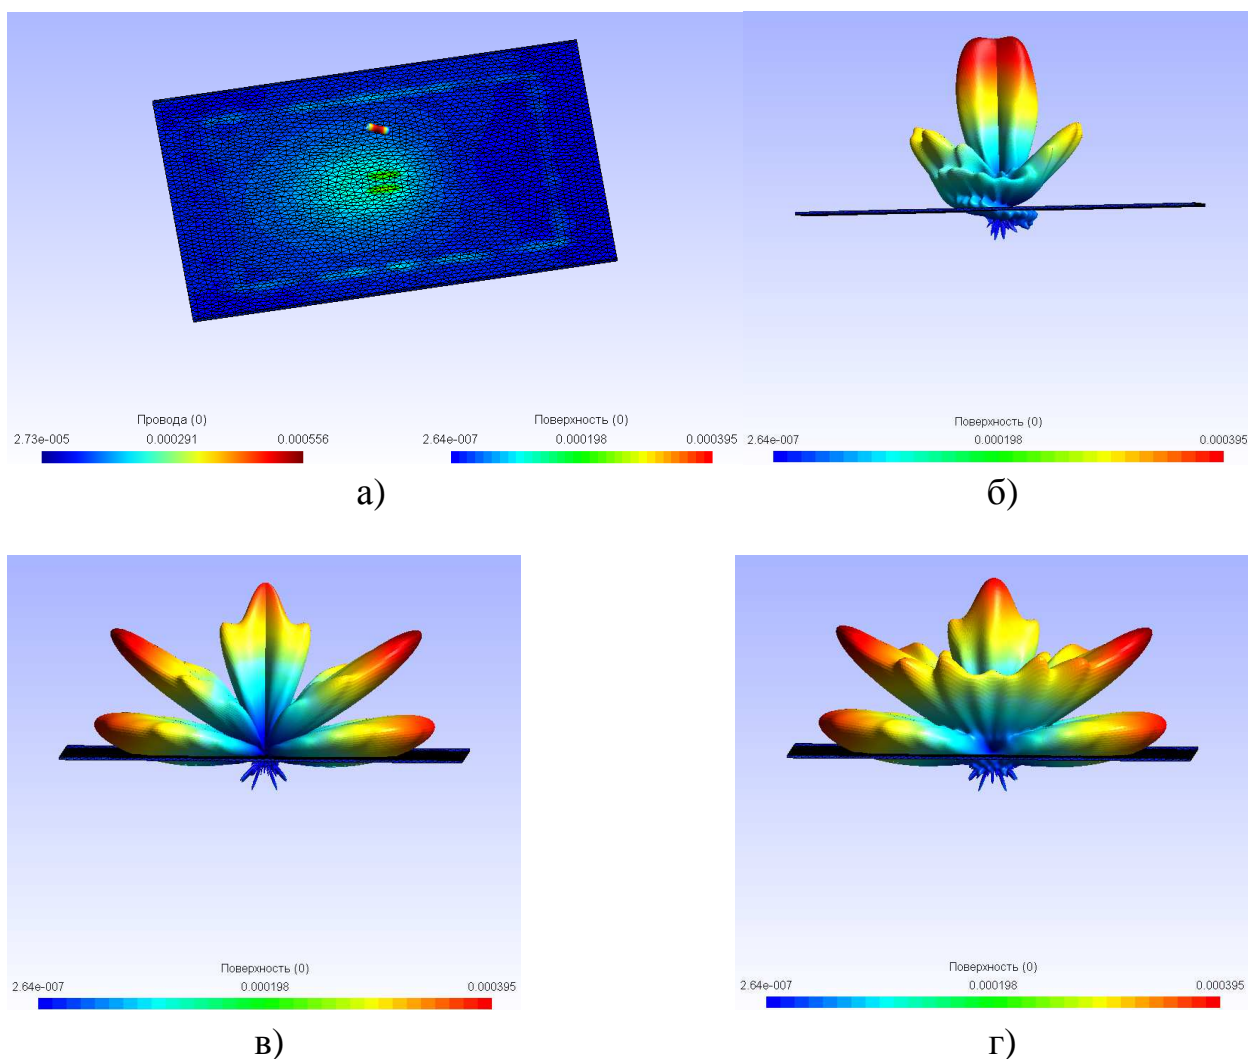 Провода (0)
2.73e-005 0.000291 0.000556
Поверхность (0)
2.64e-007 0.000198 0.000395
а)
Поверхность (0)
2.64e-007 0.000198 0.000395
б)
Поверхность (0)
2.64e-007 0.000198 0.000395
в)
Поверхность (0)
2.64e-007 0.000198 0.000395
г)